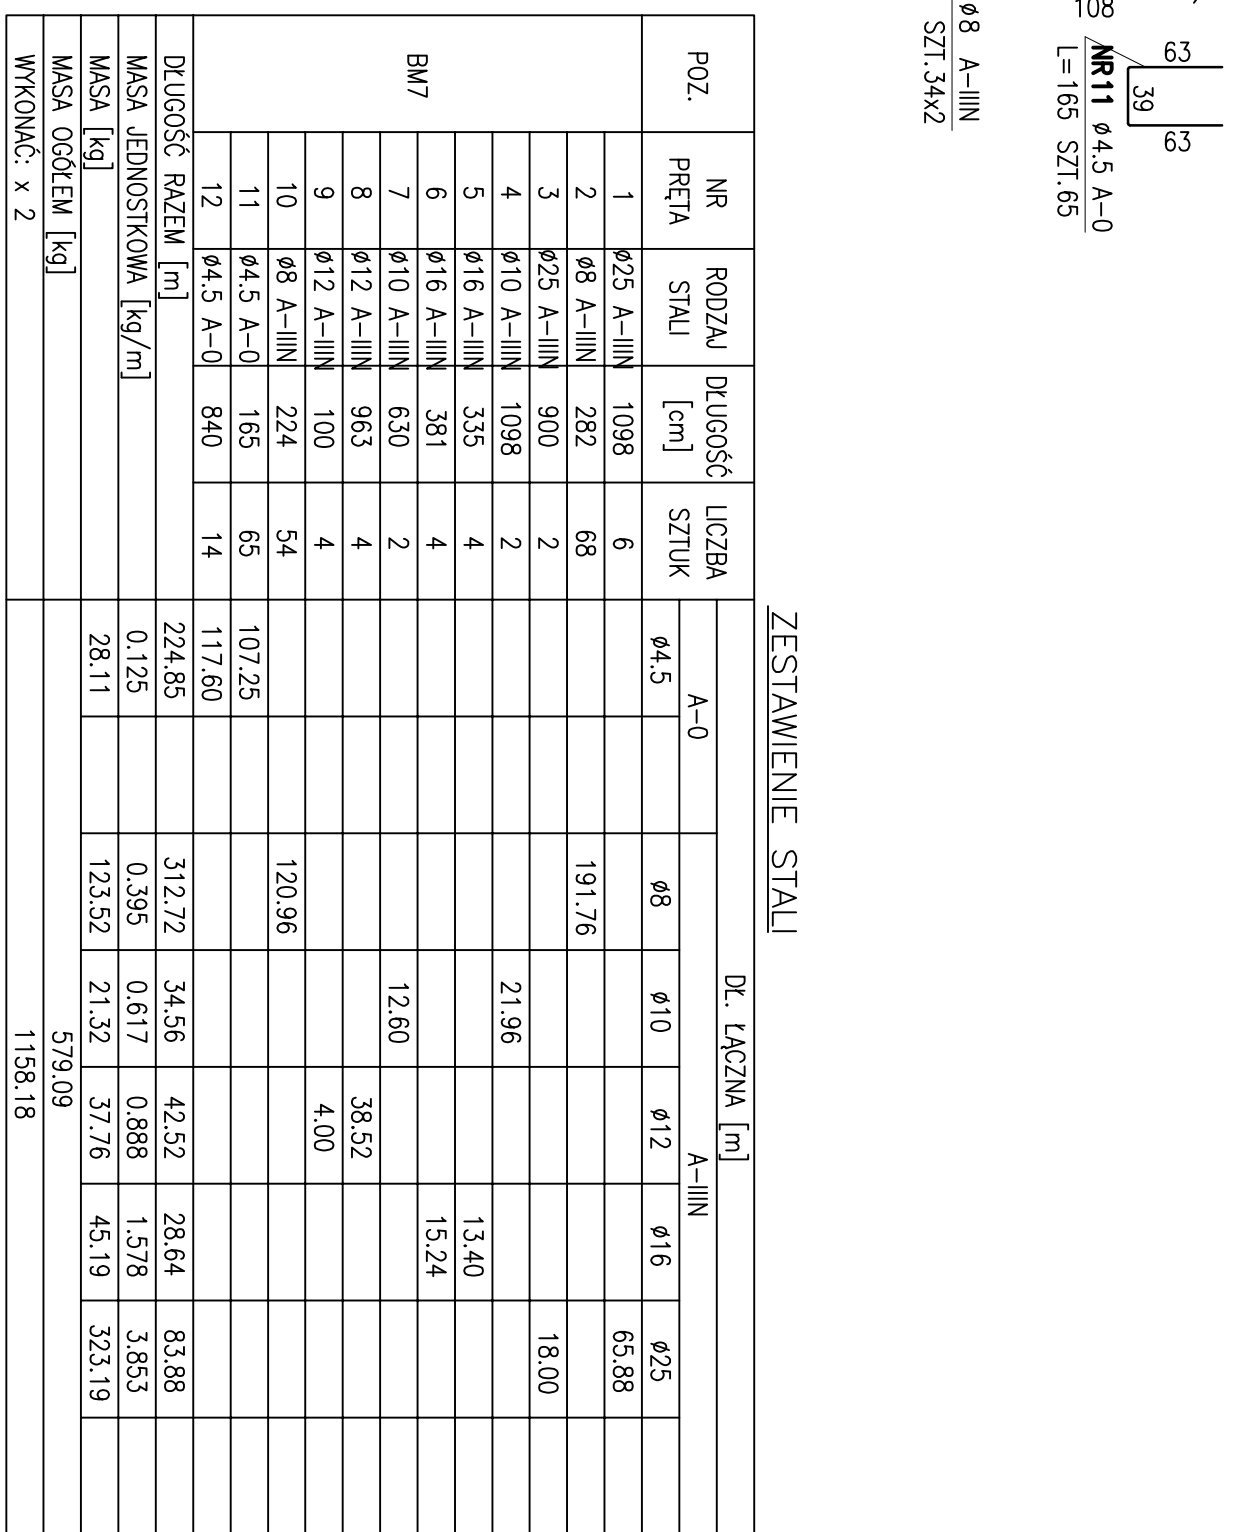 108
63
39
63
NR11 ø4.5 A-0
L=165 SZT.65
ø8 A-IIIN
SZT.34x2
ZESTAWIENIE STALI
POZ. NR PRĘTA RODZAJ STALI DŁUGOŚĆ [cm] LICZBA SZTUK DŁ. ŁĄCZNA [m]
A-0 A-IIIN
ø4.5 ø8 ø10 ø12 ø16 ø25
BM7
1 ø25 A-IIIN 1098 6 65.88
2 ø8 A-IIIN 282 68 191.76
3 ø25 A-IIIN 900 2 18.00
4 ø10 A-IIIN 1098 2 21.96
5 ø16 A-IIIN 335 4 13.40
6 ø16 A-IIIN 381 4 15.24
7 ø10 A-IIIN 630 2 12.60
8 ø12 A-IIIN 963 4 38.52
9 ø12 A-IIIN 100 4 4.00
10 ø8 A-IIIN 224 54 120.96
11 ø4.5 A-0 165 65 107.25
12 ø4.5 A-0 840 14 117.60
DŁUGOŚĆ RAZEM [m] 224.85 312.72 34.56 42.52 28.64 83.88
MASA JEDNOSTKOWA [kg/m] 0.125 0.395 0.617 0.888 1.578 3.853
MASA [kg] 28.11 123.52 21.32 37.76 45.19 323.19
MASA OGÓŁEM [kg] 579.09
WYKONAĆ: x 2 1158.18